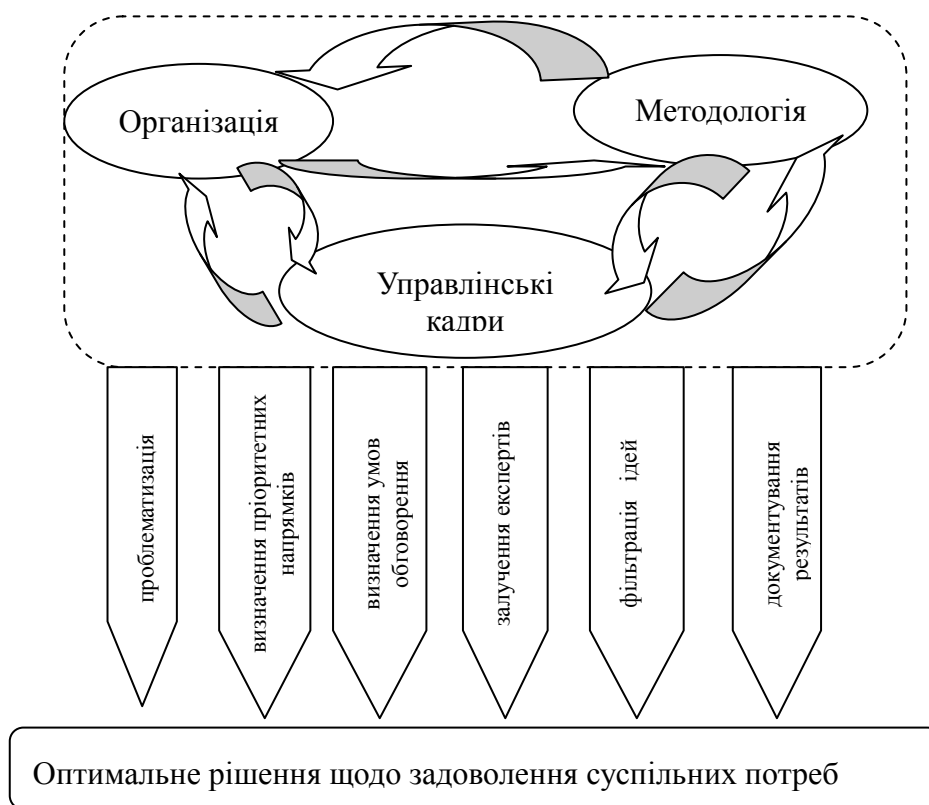 Організація
Методологія
Управлінські
кадри
проблематизація
визначення пріоритетних
напрямків
визначення умов
обговорення
залучення експертів
фільтрація ідей
документування
результатів
Оптимальне рішення щодо задоволення суспільних потреб